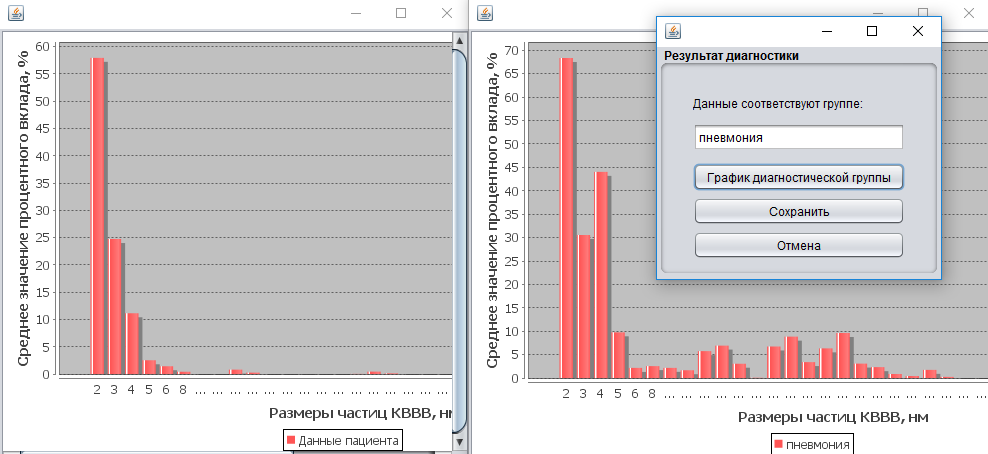 Среднее значение процентного вклада, %
60
55
50
45
40
35
30
25
20
15
10
5
0
2 3 4 5 6 8 ... ... ... ... ... ... ... ... ... ... ... ... ... ... ...
Размеры частиц КВВВ, нм
Данные пациента
Среднее значение процентного вклада, %
70
65
60
55
50
45
40
35
30
25
20
15
10
5
0
2 3 4 5 6 8 ... ... ... ... ... ... ... ... ... ... ... ... ... ... ... ... ... ... ...
Размеры частиц КВВВ, нм
пневмония
Результат диагностики
Данные соответствуют группе:
пневмония
График диагностической группы
Сохранить
Отмена